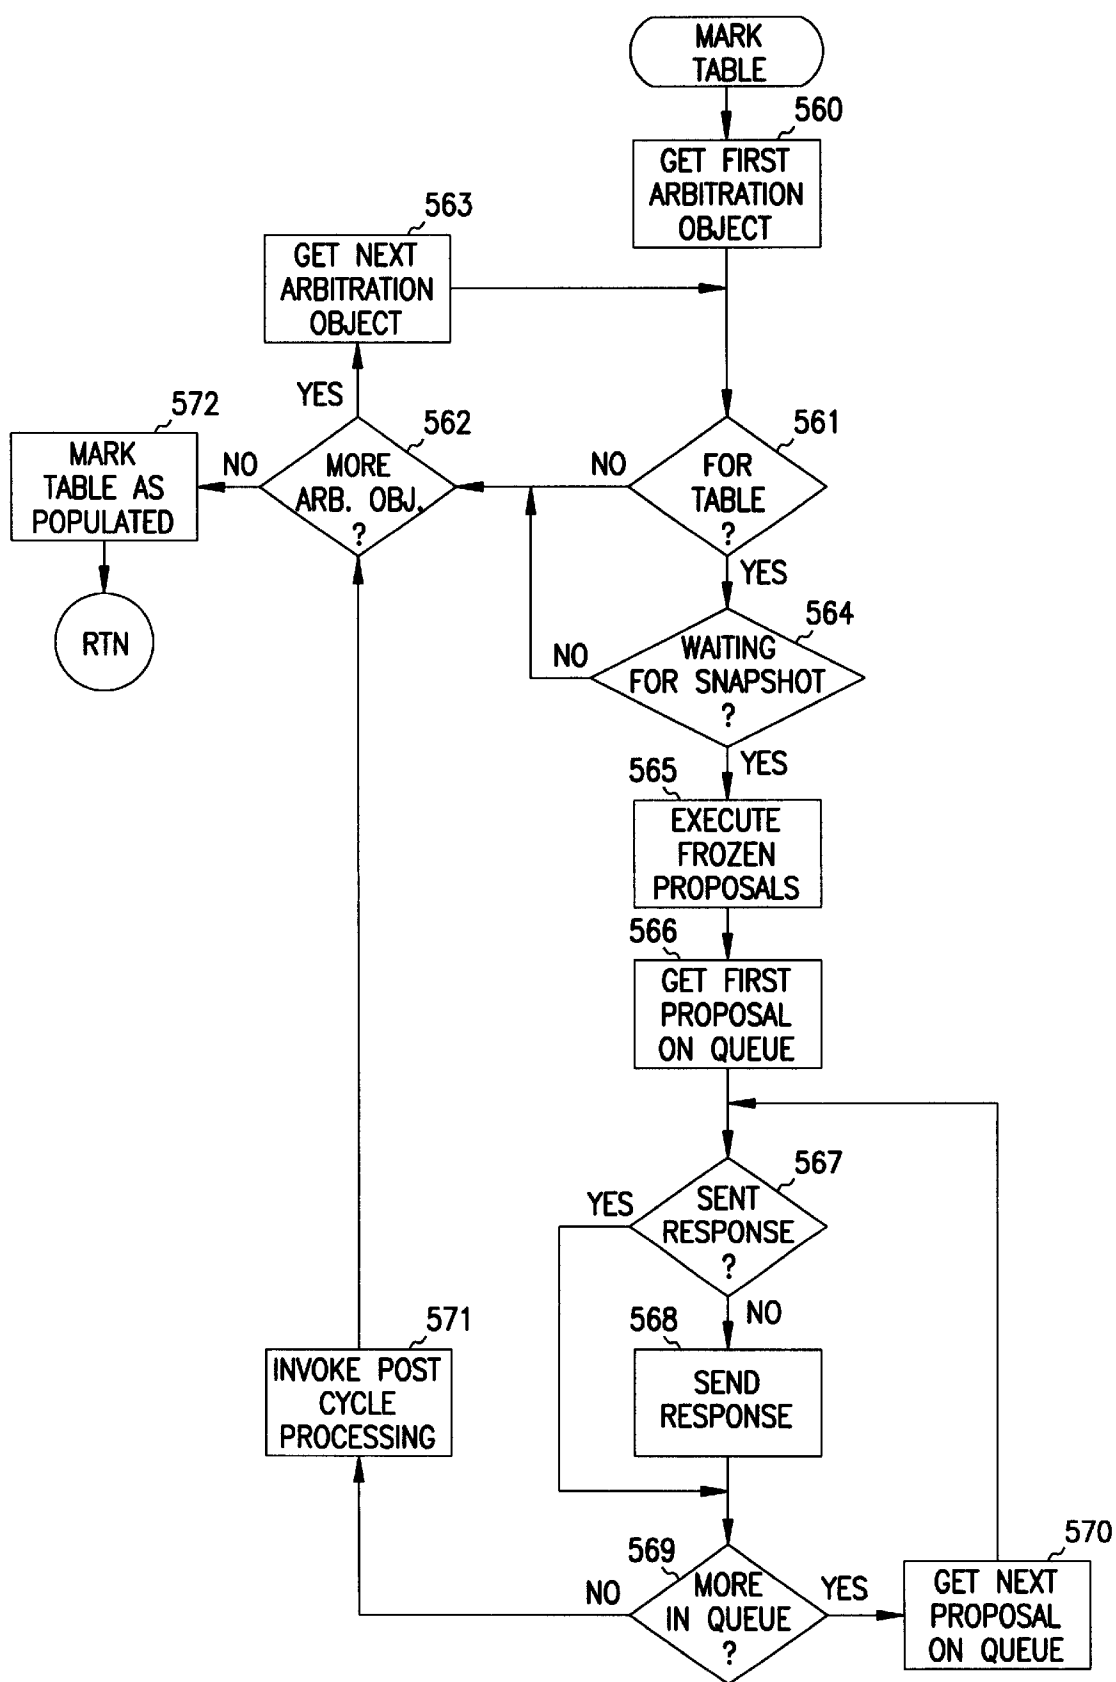 MARK
TABLE
560
GET FIRST
ARBITRATION
OBJECT
563
GET NEXT
ARBITRATION
OBJECT
YES
572
MARK
TABLE AS
POPULATED
NO
562
MORE
ARB. OBJ.
?
NO
561
FOR
TABLE
?
YES
RTN
564
WAITING
FOR SNAPSHOT
?
NO
YES
565
EXECUTE
FROZEN
PROPOSALS
566
GET FIRST
PROPOSAL
ON QUEUE
567
YES
SENT
RESPONSE
?
NO
568
SEND
RESPONSE
571
INVOKE POST
CYCLE
PROCESSING
569
NO
MORE
IN QUEUE
?
YES
570
GET NEXT
PROPOSAL
ON QUEUE